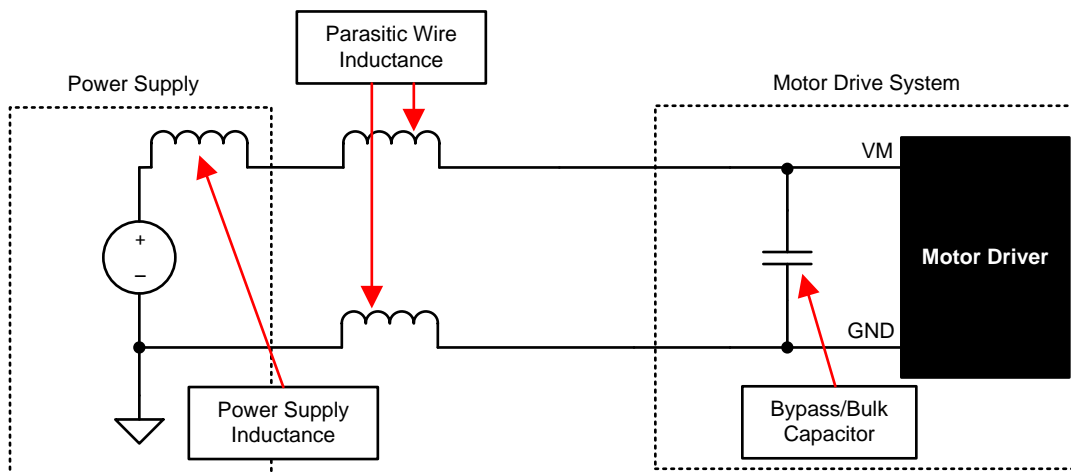 Parasitic Wire
Inductance
Power Supply
Motor Drive System
VM
+
−
Motor Driver
GND
Power Supply
Inductance
Bypass/Bulk
Capacitor